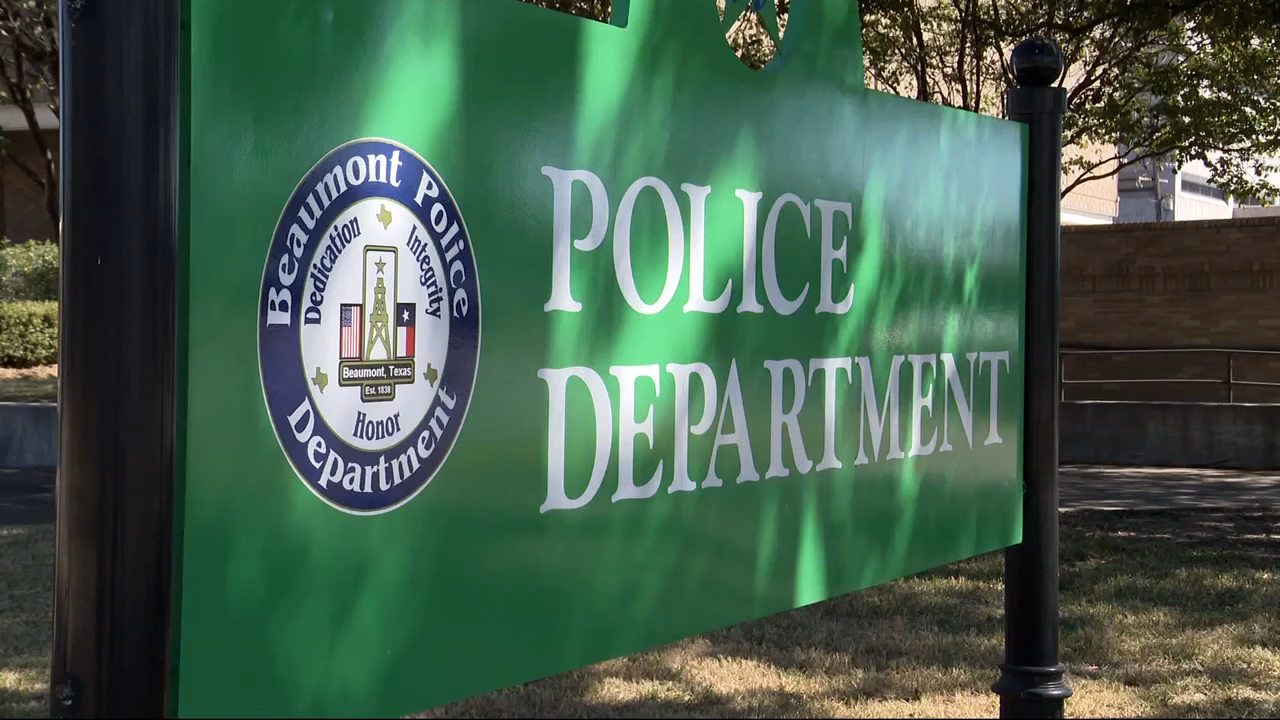 Beaumont Police
Dedication
Integrity
Beaumont, Texas
Est. 1838
Honor
Department
POLICE
DEPARTMENT